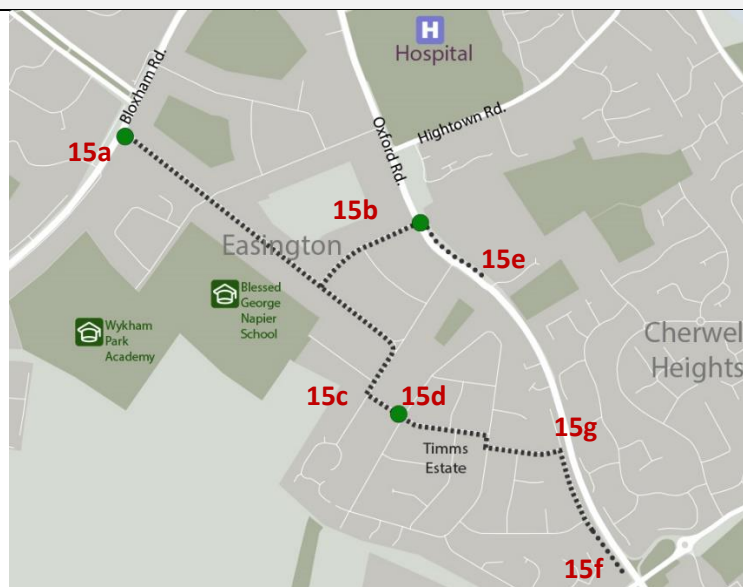 H
Hospital
Bloxham Rd.
Hightown Rd.
Oxford Rd.
15a
15b
Easington
15e
Blessed
George
Napier
School
Wykham
Park
Academy
Cherwel
Heights
15c
15d
15g
Timms
Estate
15f